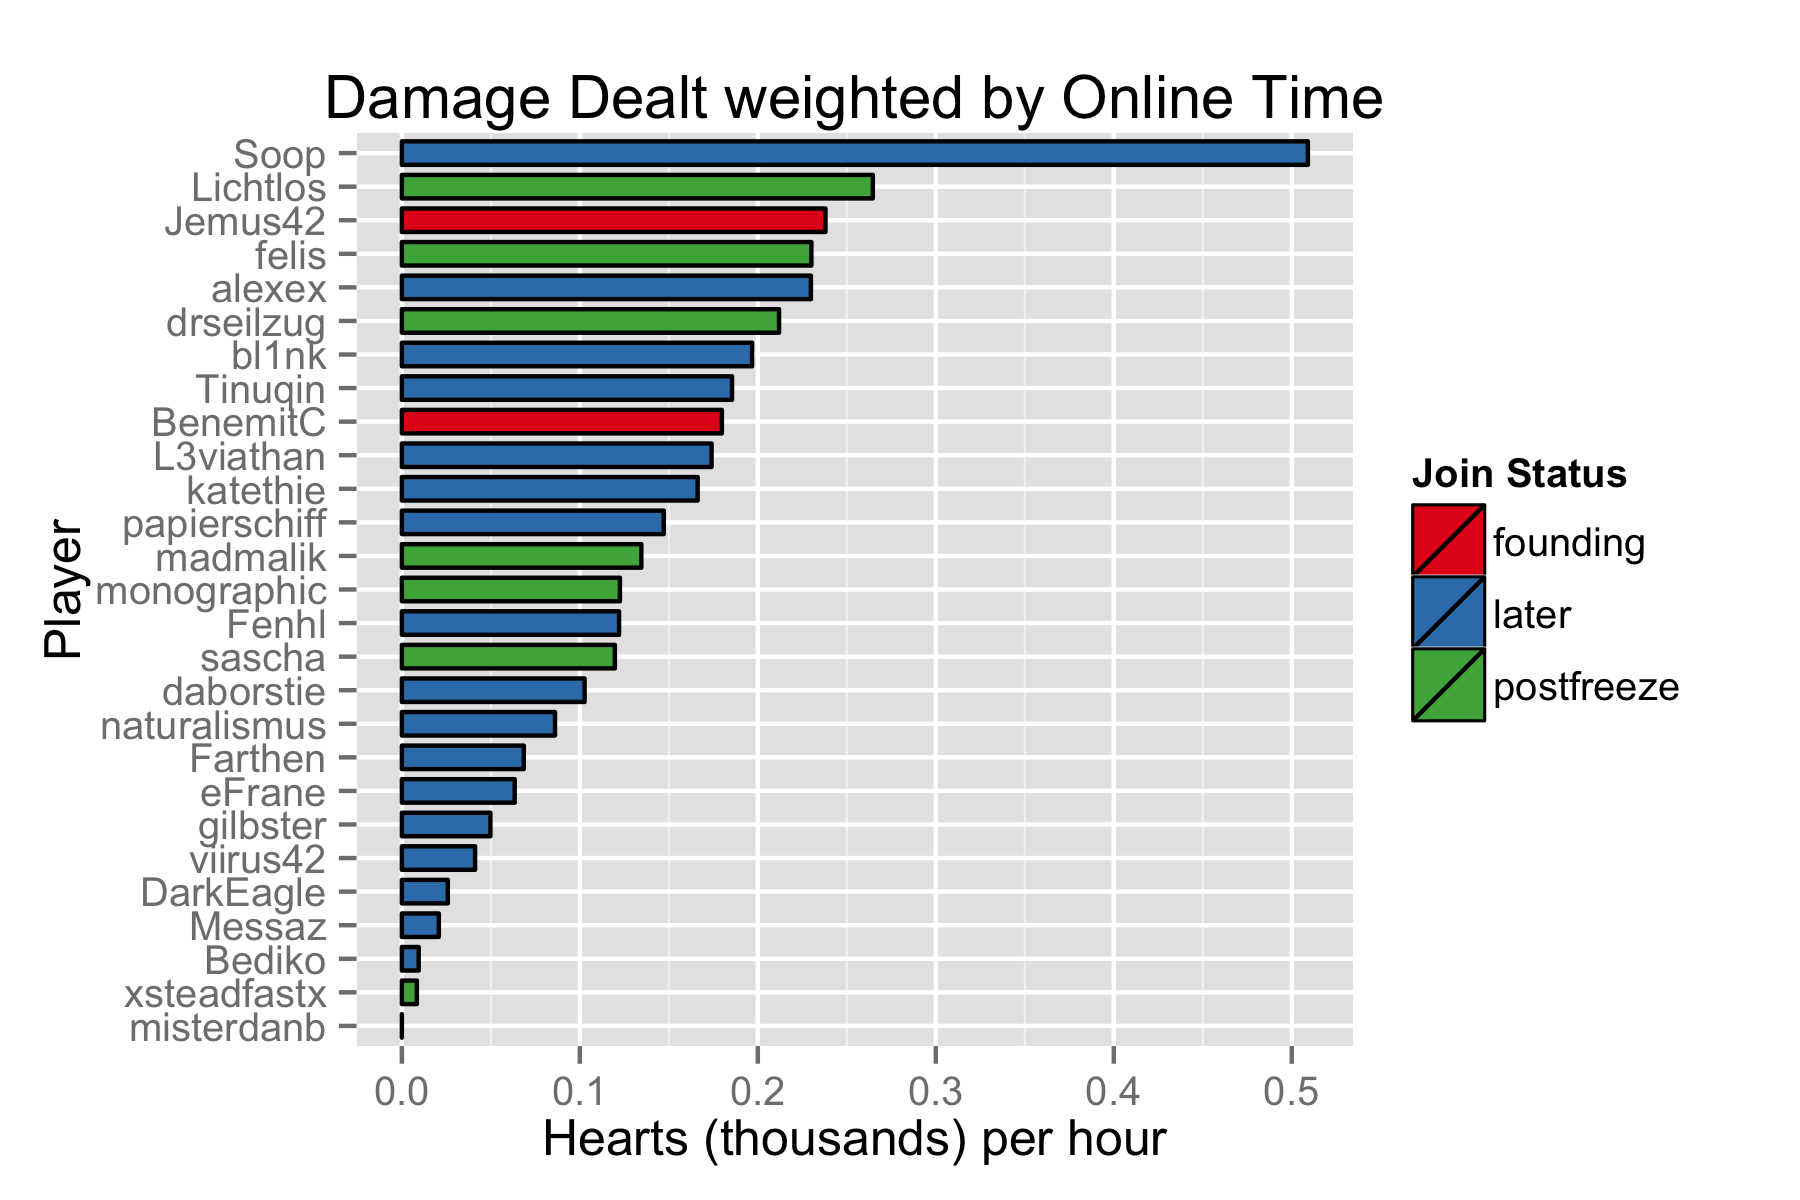 Damage Dealt weighted by Online Time
Player
Soop
Lichtlos
Jemus42
felis
alexex
drseilzug
bl1nk
Tinuqin
BenemitC
L3viathan
katethie
papierschiff
madmalik
monographic
Fenhl
sascha
daborstie
naturalismus
Farthen
eFrane
gilbster
viirus42
DarkEagle
Messaz
Bediko
xsteadfastx
misterdanb
0.0 0.1 0.2 0.3 0.4 0.5
Hearts (thousands) per hour
Join Status
founding
later
postfreeze